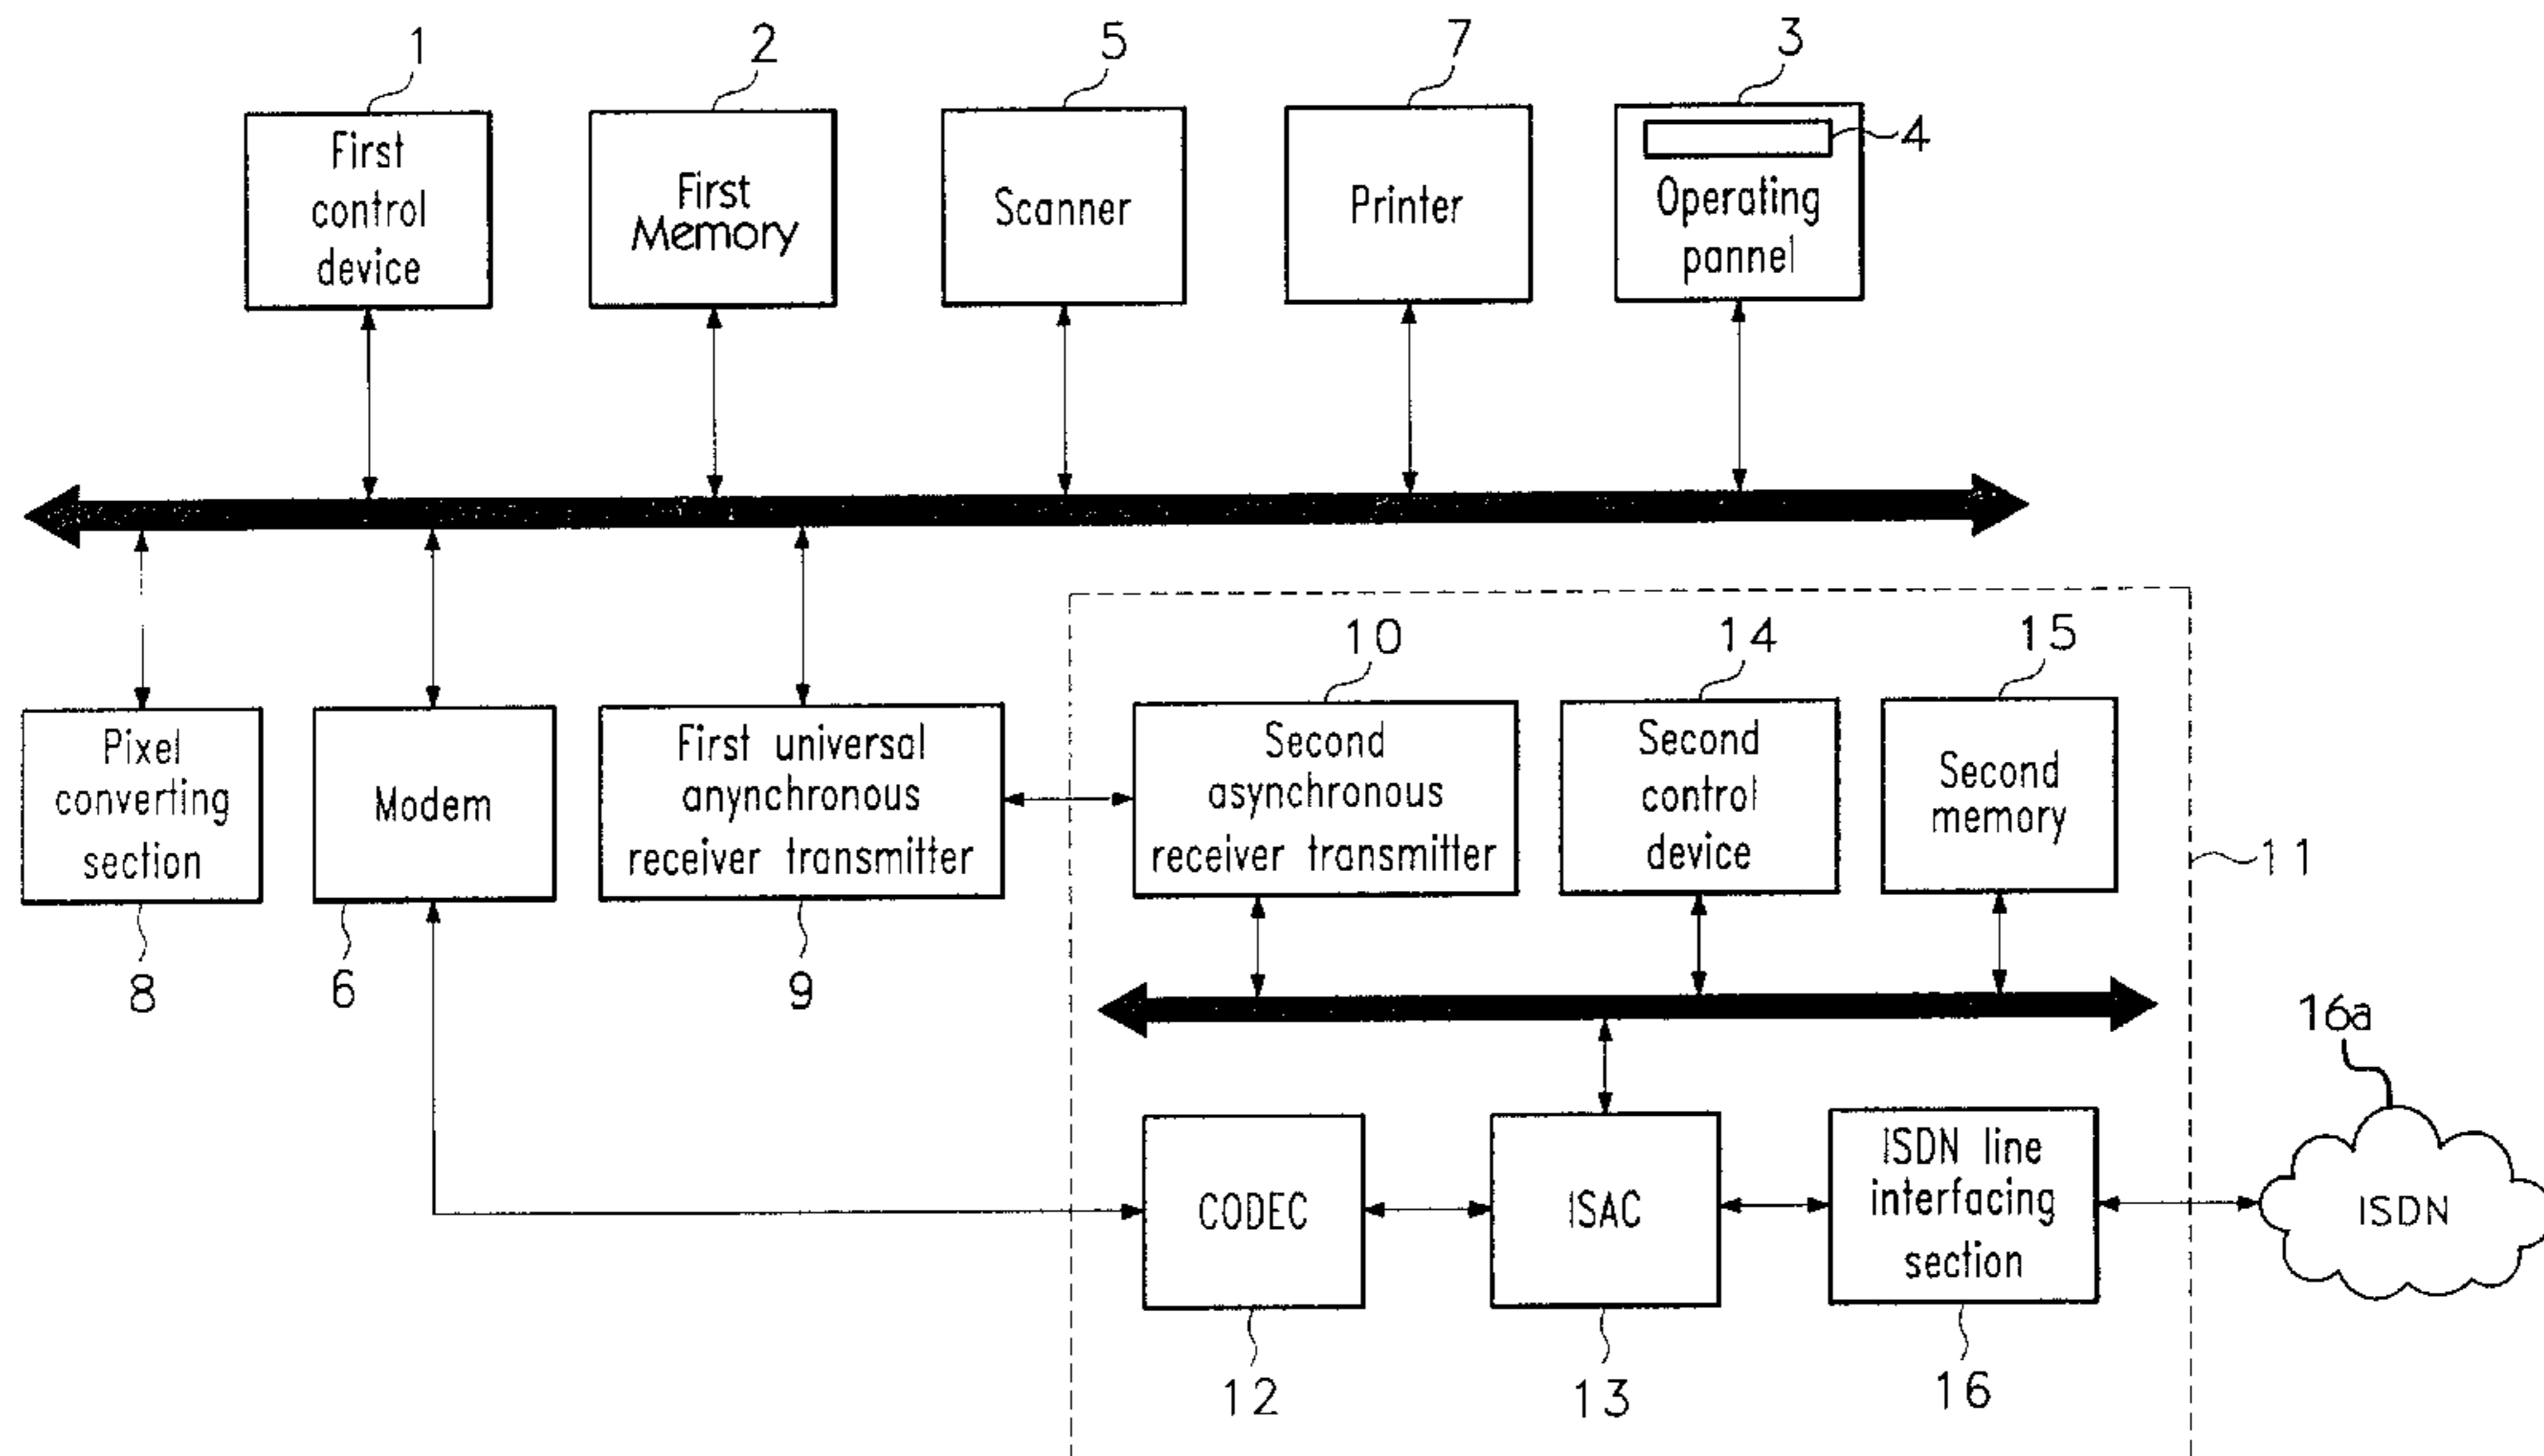 1
2
5
7
3
First
control
device
First
Memory
Scanner
Printer
4
Operating
pannel
10
14
15
Pixel
converting
section
Modem
First universal
anynchronous
receiver transmitter
Second
asynchronous
receiver transmitter
Second
control
device
Second
memory
11
8
6
9
16a
CODEC
ISAC
ISDN line
interfacing
section
ISDN
12
13
16